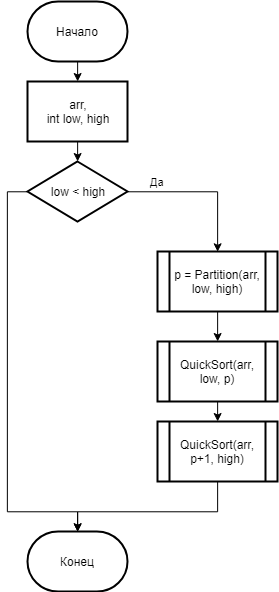 Начало
arr,
int low, high
low < high
Да
p = Partition(arr,
low, high)
QuickSort(arr,
low, p)
QuickSort(arr,
p+1, high)
Конец